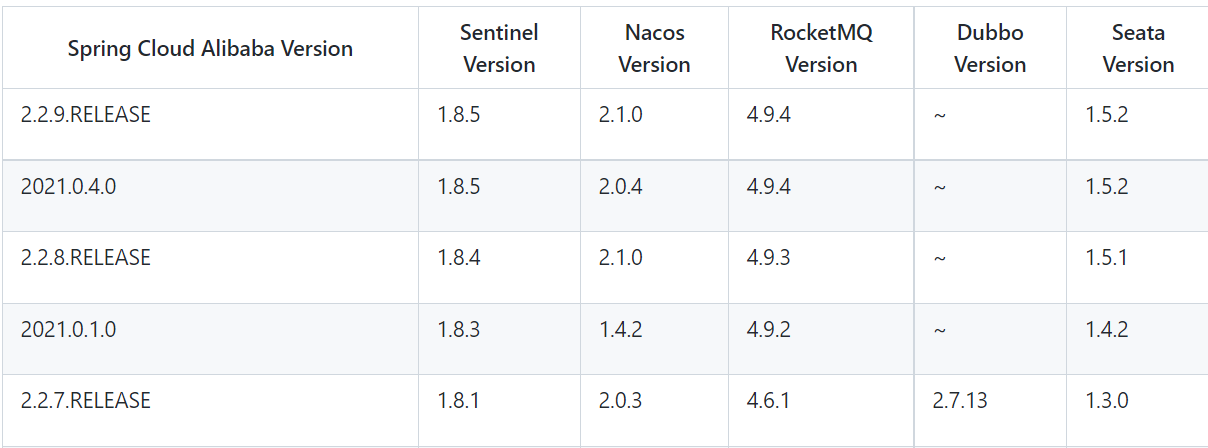 Spring Cloud Alibaba Version Sentinel Version Nacos Version RocketMQ Version Dubbo Version Seata Version
2.2.9.RELEASE 1.8.5 2.1.0 4.9.4 ~ 1.5.2
2021.0.4.0 1.8.5 2.0.4 4.9.4 ~ 1.5.2
2.2.8.RELEASE 1.8.4 2.1.0 4.9.3 ~ 1.5.1
2021.0.1.0 1.8.3 1.4.2 4.9.2 ~ 1.4.2
2.2.7.RELEASE 1.8.1 2.0.3 4.6.1 2.7.13 1.3.0